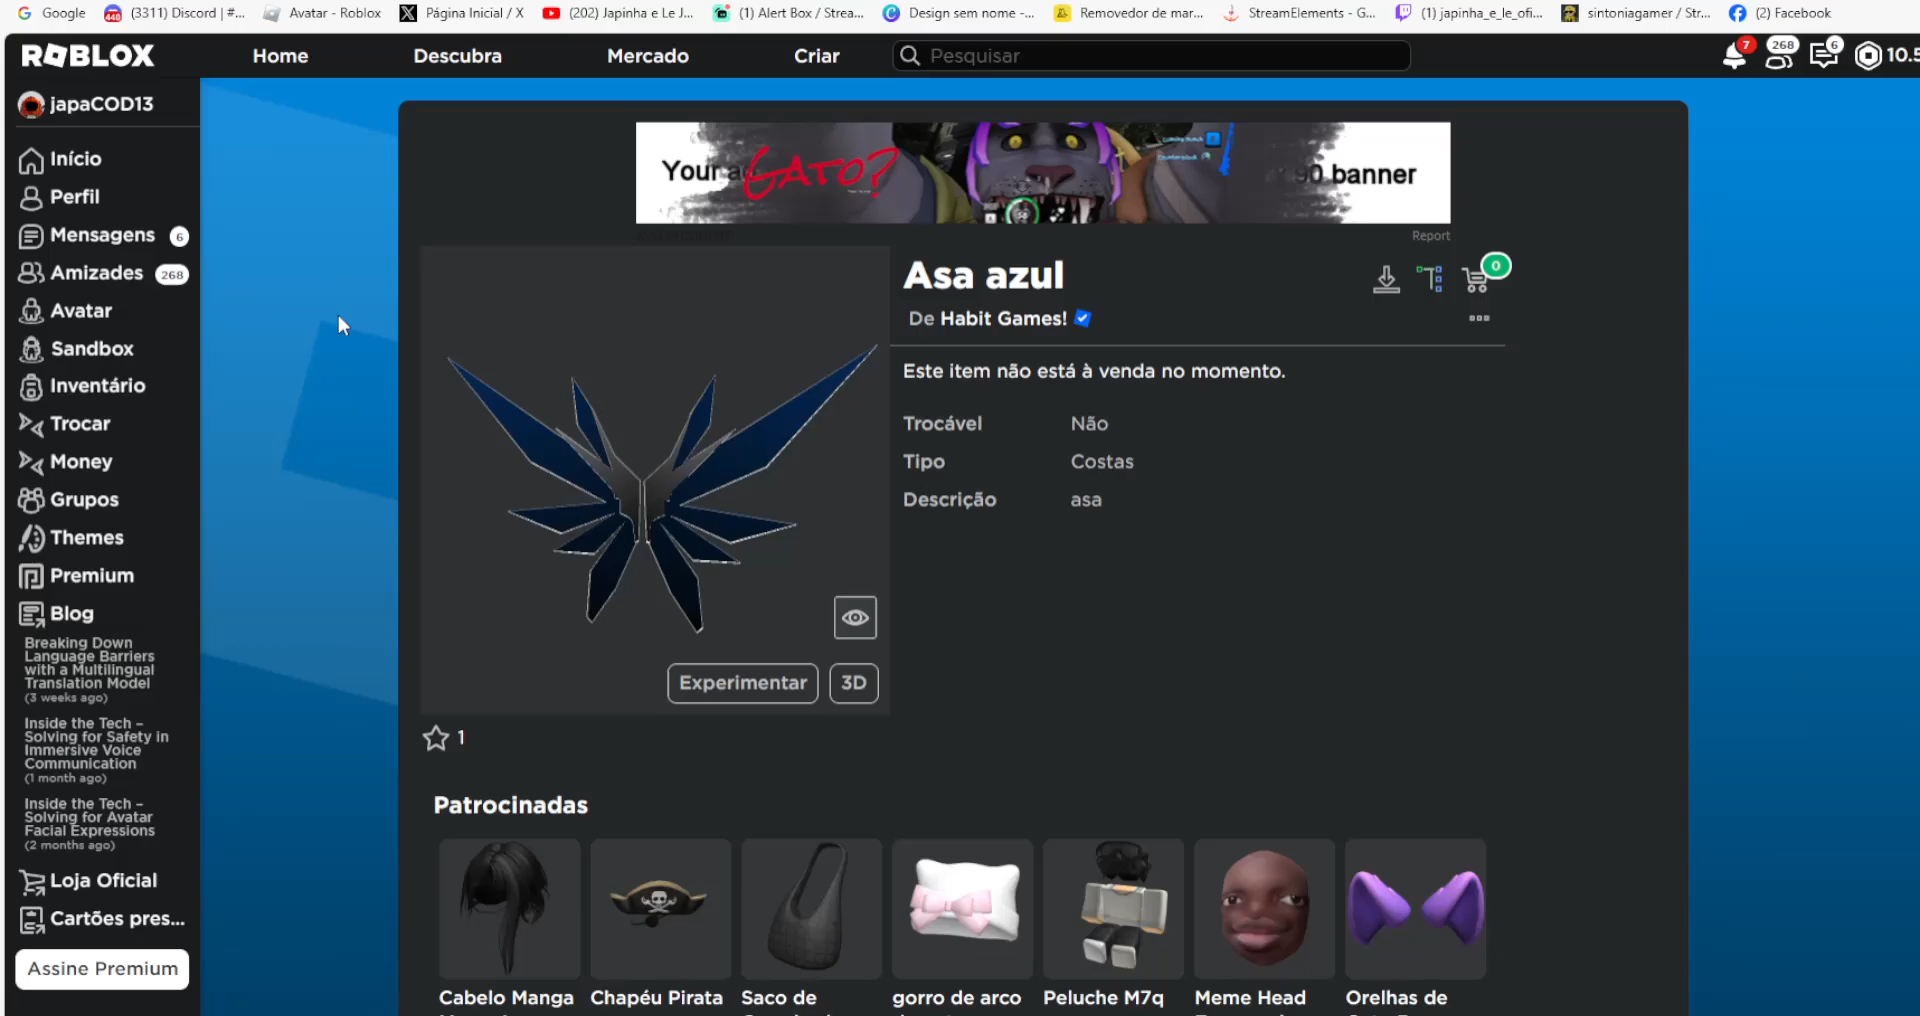 Google
(3311) Discord | #...
Avatar - Roblox
Página Inicial / X
(202) Japinha e Le J...
(1) Alert Box / Strea...
Design sem nome -...
Removedor de mar...
StreamElements - G...
(1) japinha_e_le_ofi...
sintoniagamer / Str...
(2) Facebook
ROBLOX
Home
Descubra
Mercado
Criar
Pesquisar
7
268
6
10.5
japaCOD13
Início
Perfil
Mensagens 6
Amizades 268
Avatar
Sandbox
Inventário
Trocar
Money
Grupos
Themes
Premium
Blog
Breaking Down
Language Barriers
with a Multilingual
Translation Model
(3 weeks ago)
Inside the Tech –
Solving for Safety in
Immersive Voice
Communication
(1 month ago)
Inside the Tech –
Solving for Avatar
Facial Expressions
(2 months ago)
Loja Oficial
Cartões pres...
Assine Premium
Your a
GATO?
90 banner
Report
Asa azul
0
De Habit Games!
Este item não está à venda no momento.
Trocável Não
Tipo Costas
Descrição asa
Experimentar
3D
1
Patrocinadas
Cabelo Manga
Chapéu Pirata
Saco de
gorro de arco
Peluche M7q
Meme Head
Orelhas de